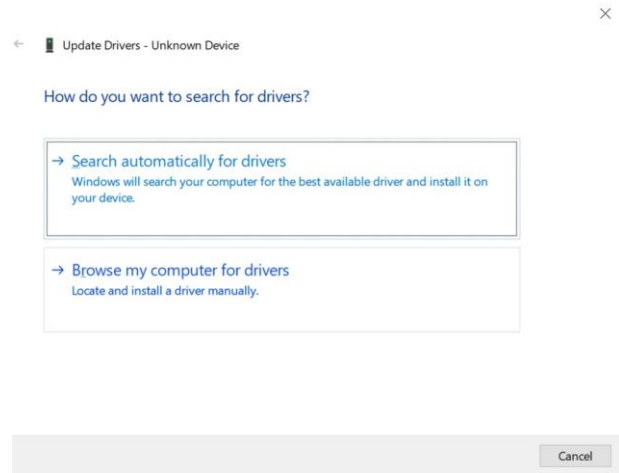 Update Drivers - Unknown Device
How do you want to search for drivers?
Search automatically for drivers
Windows will search your computer for the best available driver and install it on
your device.
Browse my computer for drivers
Locate and install a driver manually.
Cancel